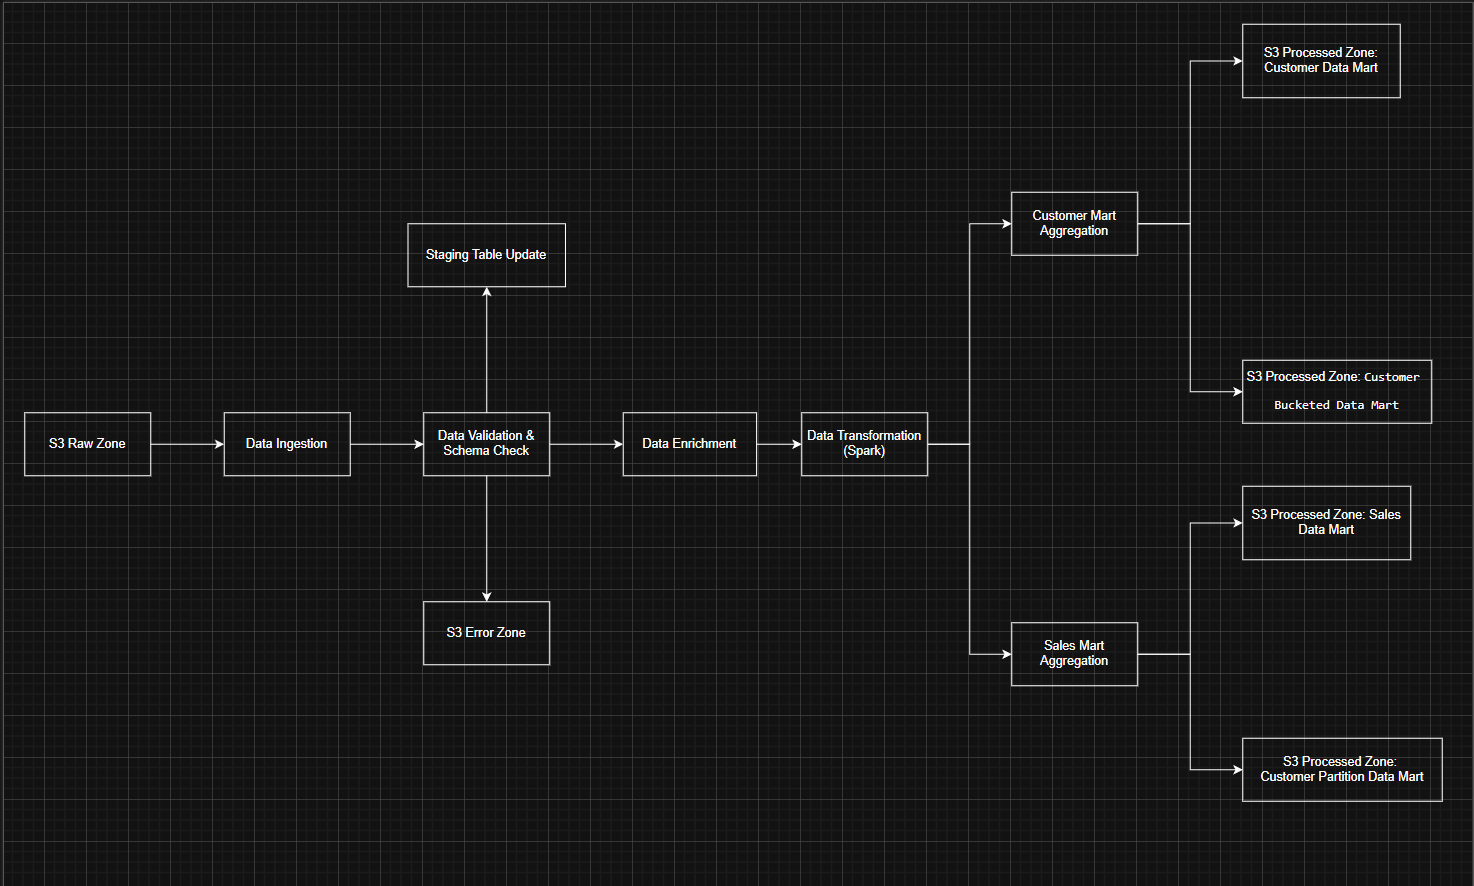 S3 Processed Zone:
Customer Data Mart
Customer Mart
Aggregation
Staging Table Update
S3 Processed Zone: Customer
Bucketed Data Mart
S3 Raw Zone
Data Ingestion
Data Validation &
Schema Check
Data Enrichment
Data Transformation
(Spark)
S3 Processed Zone: Sales
Data Mart
S3 Error Zone
Sales Mart
Aggregation
S3 Processed Zone:
Customer Partition Data Mart